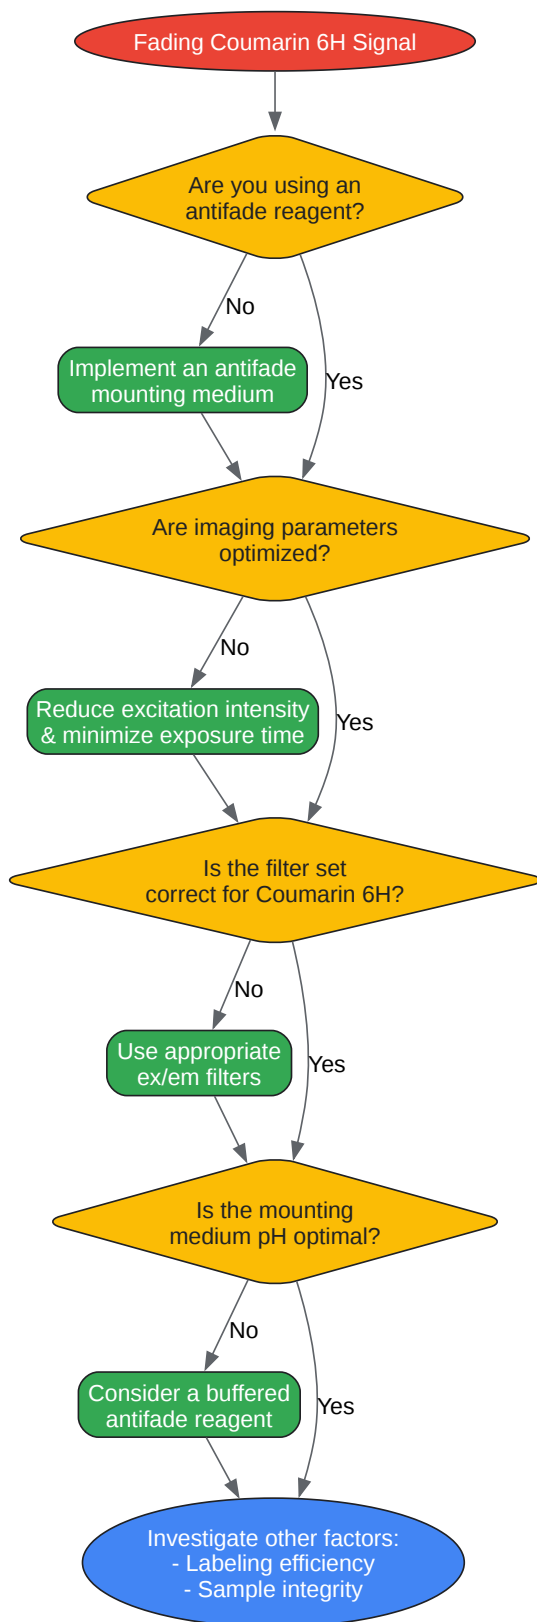 Fading Coumarin 6H Signal
Are you using an
antifade reagent?
No
Implement an antifade
mounting medium
Yes
Are imaging parameters
optimized?
No
Reduce excitation intensity
& minimize exposure time
Yes
Is the filter set
correct for Coumarin 6H?
No
Use appropriate
ex/em filters
Yes
Is the mounting
medium pH optimal?
No
Consider a buffered
antifade reagent
Yes
Investigate other factors:
- Labeling efficiency
- Sample integrity